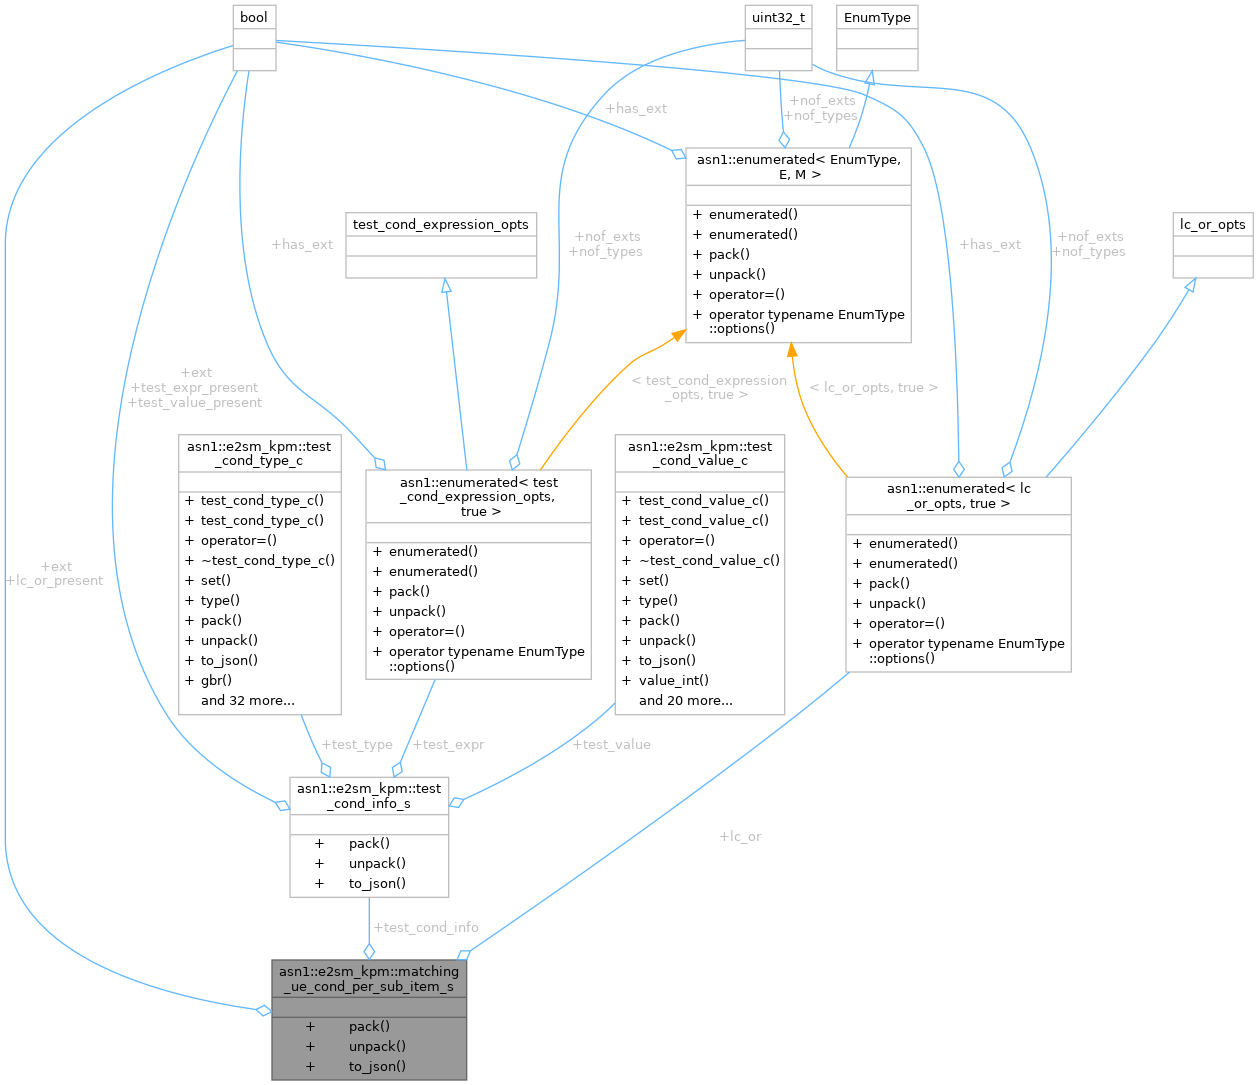 bool
uint32_t
EnumType
+nof_exts
+nof_types
+has_ext
asn1::enumerated< EnumType,
E, M >
+ enumerated()
+ enumerated()
+ pack()
+ unpack()
+ operator=()
+ operator typename EnumType
::options()
test_cond_expression_opts
lc_or_opts
+has_ext
+nof_exts
+nof_types
+has_ext
+nof_exts
+nof_types
+ext
+test_expr_present
+test_value_present
< test_cond_expression
_opts, true >
< lc_or_opts, true >
asn1::e2sm_kpm::test
_cond_type_c
+ test_cond_type_c()
+ test_cond_type_c()
+ operator=()
+ ~test_cond_type_c()
+ set()
+ type()
+ pack()
+ unpack()
+ to_json()
+ gbr()
and 32 more...
asn1::enumerated< test
_cond_expression_opts,
true >
+ enumerated()
+ enumerated()
+ pack()
+ unpack()
+ operator=()
+ operator typename EnumType
::options()
asn1::e2sm_kpm::test
_cond_value_c
+ test_cond_value_c()
+ test_cond_value_c()
+ operator=()
+ ~test_cond_value_c()
+ set()
+ type()
+ pack()
+ unpack()
+ to_json()
+ value_int()
and 20 more...
asn1::enumerated< lc
_or_opts, true >
+ enumerated()
+ enumerated()
+ pack()
+ unpack()
+ operator=()
+ operator typename EnumType
::options()
+ext
+lc_or_present
+test_type
+test_expr
+test_value
asn1::e2sm_kpm::test
_cond_info_s
+ pack()
+ unpack()
+ to_json()
+lc_or
+test_cond_info
asn1::e2sm_kpm::matching
_ue_cond_per_sub_item_s
+ pack()
+ unpack()
+ to_json()